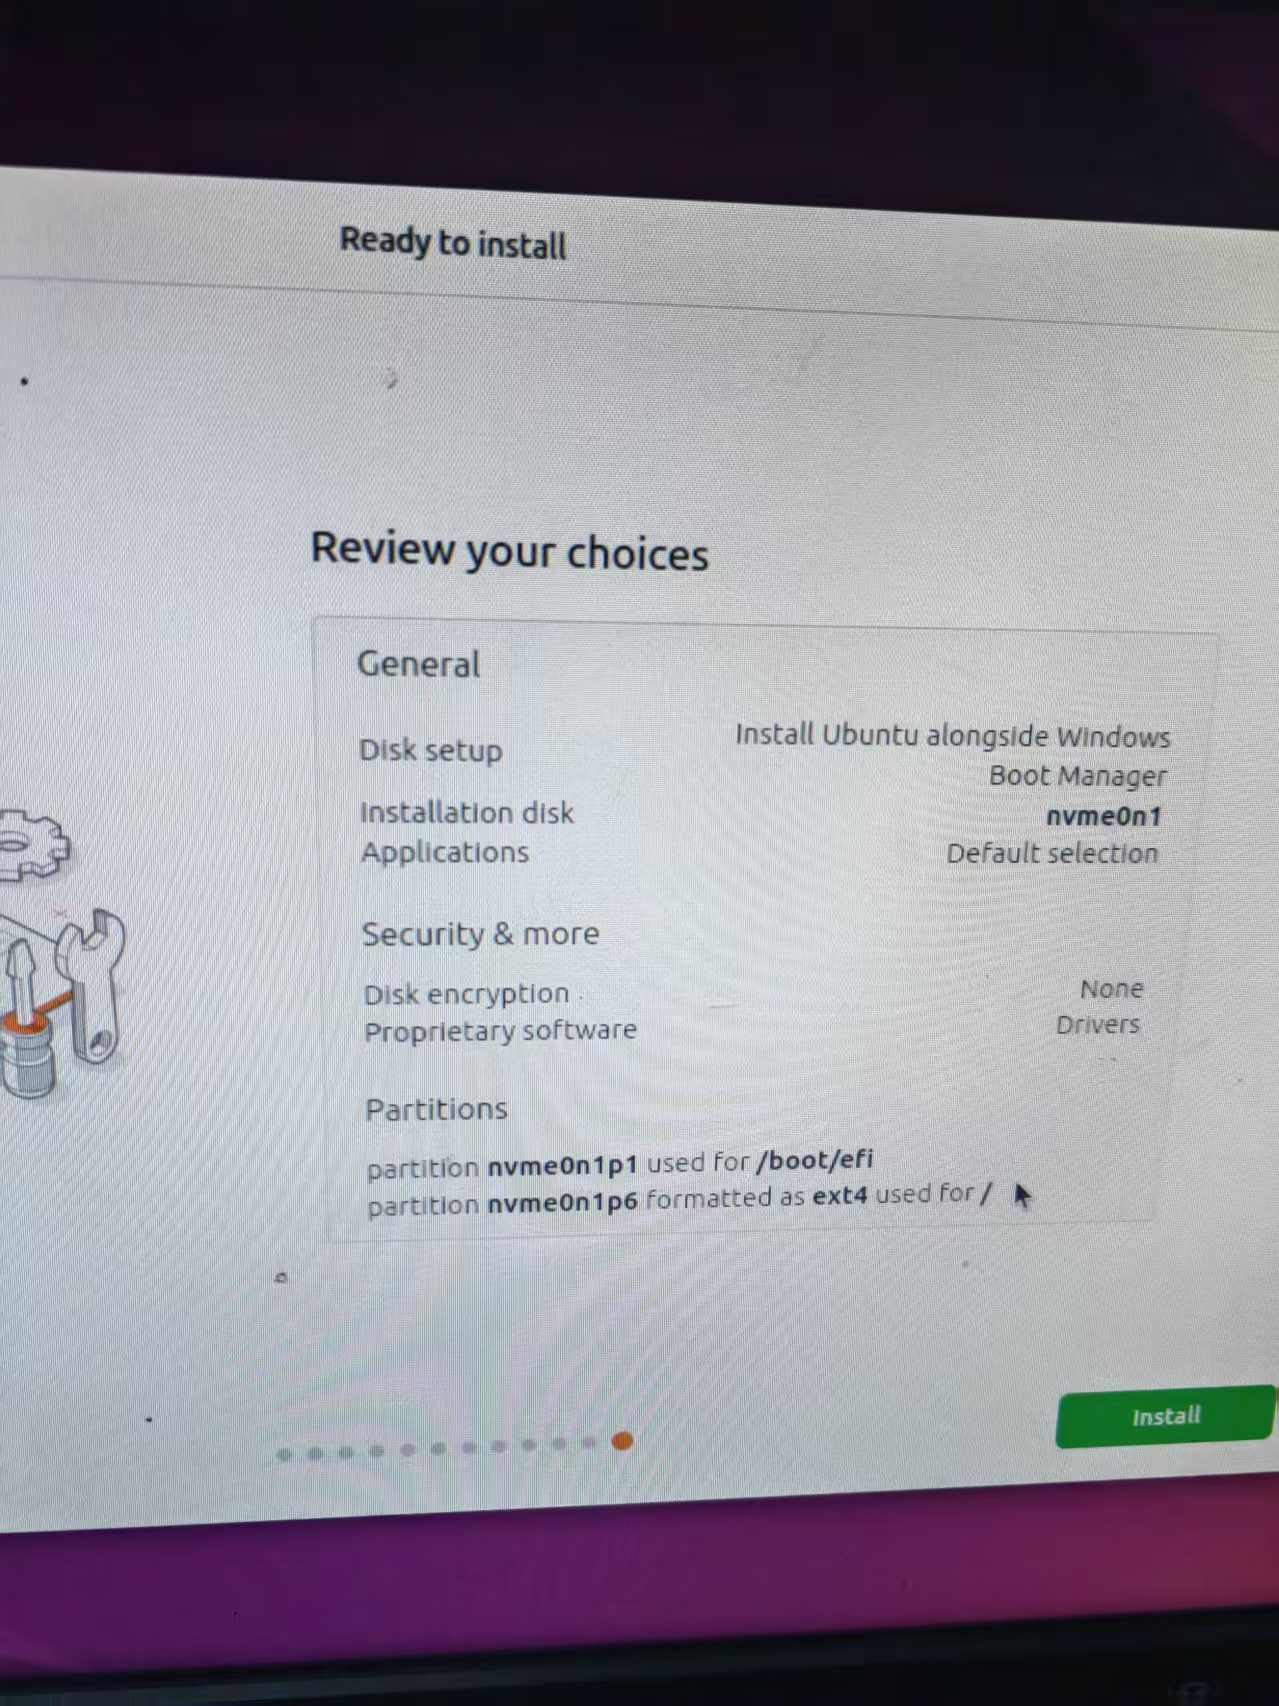 Ready to install
Review your choices
General
Disk setup
Install Ubuntu alongside Windows
Boot Manager
Installation disk
nvme0n1
Applications
Default selection
Security & more
Disk encryption
None
Proprietary software
Drivers
Partitions
partition nvme0n1p1 used for /boot/efi
partition nvme0n1p6 formatted as ext4 used for /
Install